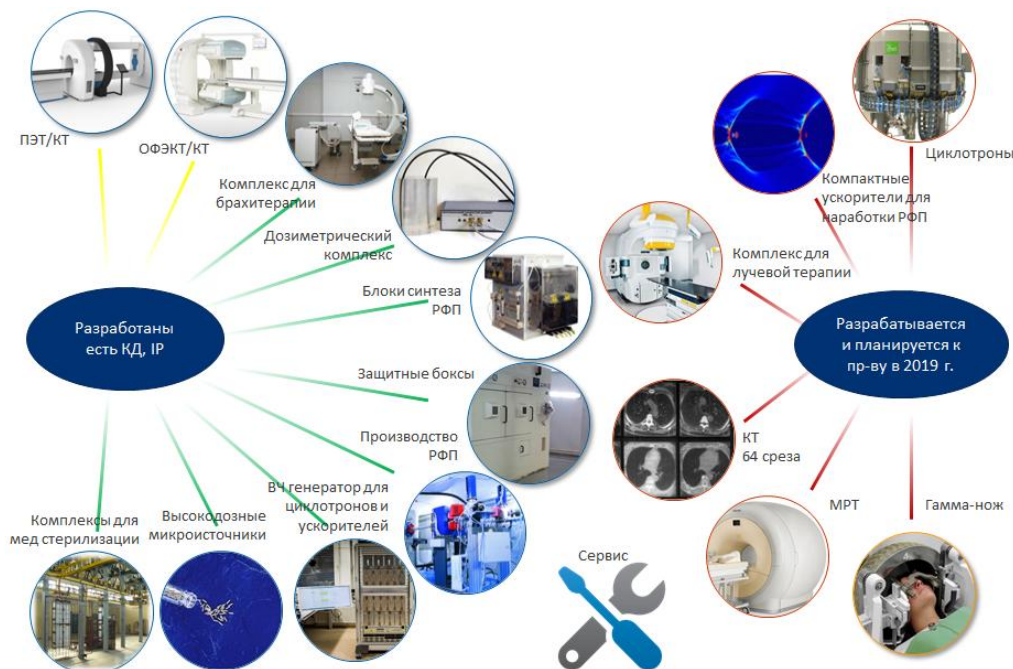 ПЭТ/КТ
ОФЭКТ/КТ
Комплекс для
брахитерапии
Дозиметрический
комплекс
Блоки синтеза
РФП
Защитные боксы
Производство
РФП
ВЧ генератор для
циклотронов и
ускорителей
Высокодозные
микроисточники
Комплексы для
мед стерилизации
Разработаны
есть КД, IP
Циклотроны
Компактные
ускорители для
наработки РФП
Комплекс для
лучевой терапии
Разрабатывается
и планируется к
пр-ву в 2019 г.
КТ
64 среза
МРТ
Гамма-нож
Сервис